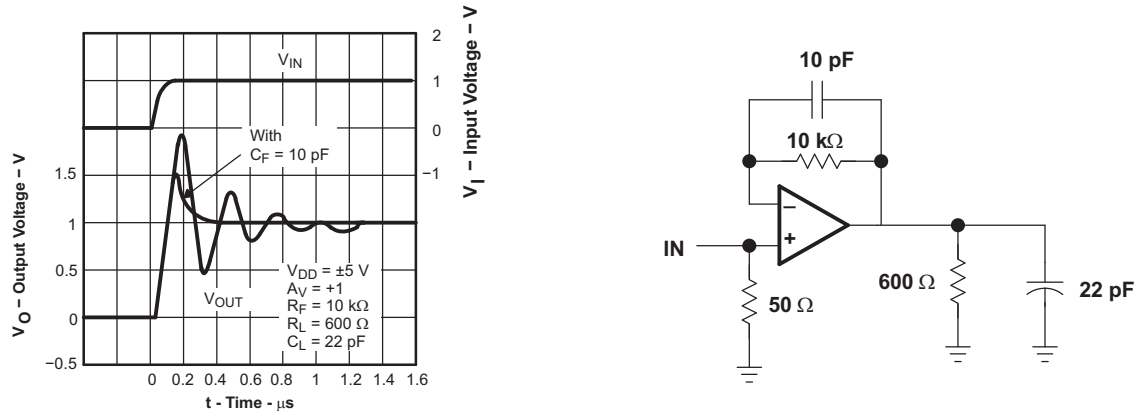 V_O – Output Voltage – V
V_I – Input Voltage – V
2
1
0
−1
1.5
1
0.5
0
−0.5
V_IN
With
C_F = 10 pF
V_OUT
V_DD = ±5 V
A_V = +1
R_F = 10 kΩ
R_L = 600 Ω
C_L = 22 pF
0 0.2 0.4 0.6 0.8 1 1.2 1.4 1.6
t - Time - μs
10 pF
10 kΩ
−
+
IN
50 Ω
600 Ω
22 pF